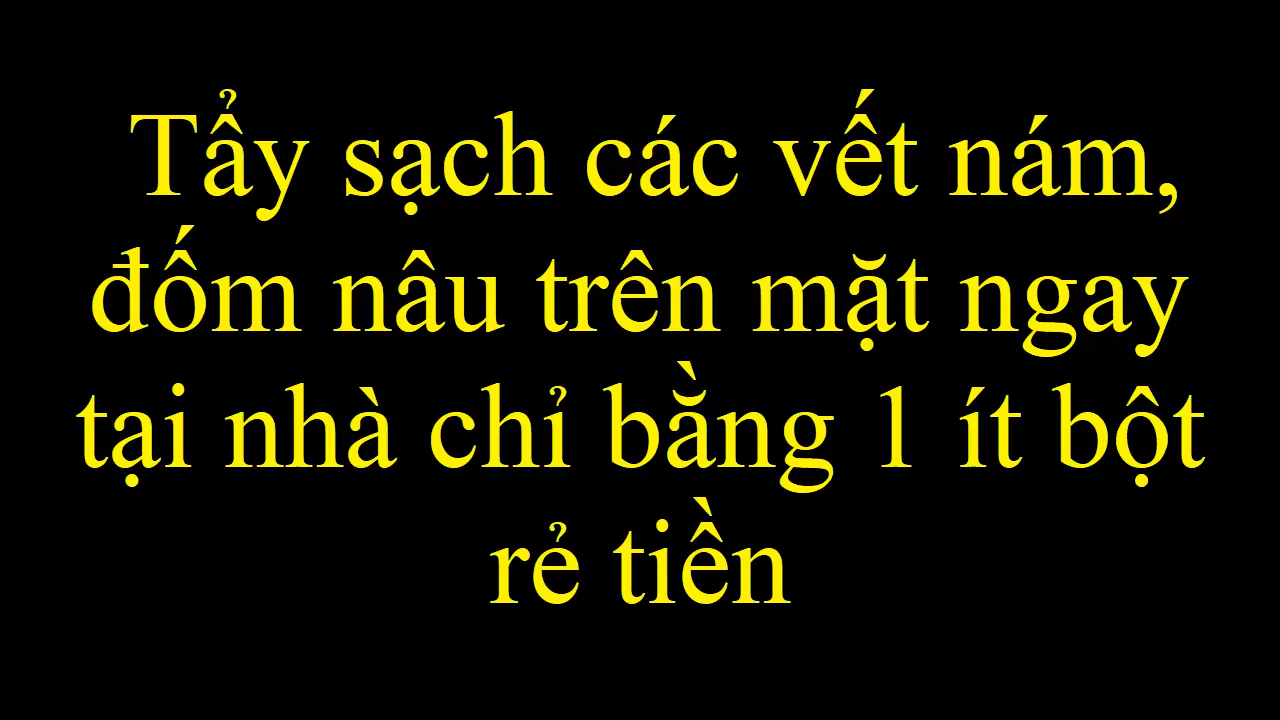 Tẩy sạch các vết nám,
đốm nâu trên mặt ngay
tại nhà chỉ bằng 1 ít bột
rẻ tiền